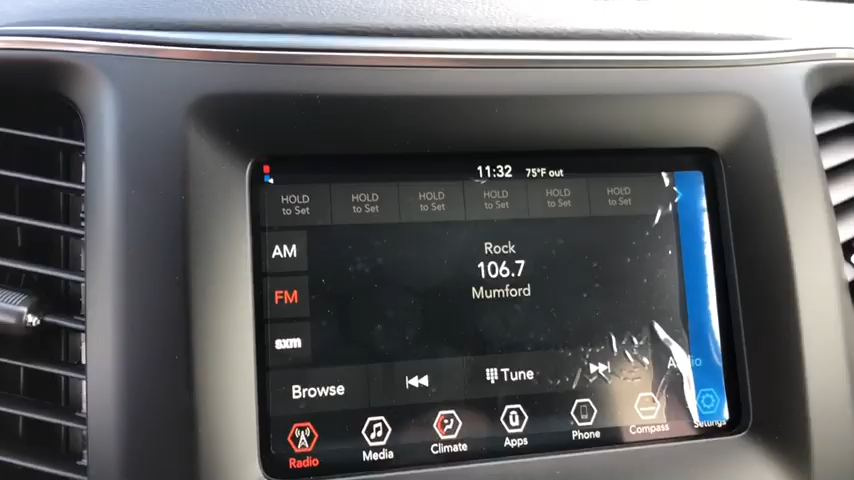 11:32 75°F out
HOLD to Set
HOLD to Set
HOLD to Set
HOLD to Set
HOLD to Set
HOLD to Set
AM
FM
sxm
Rock
106.7
Mumford
Browse
Tune
Audio
Radio
Media
Climate
Apps
Phone
Compass
Settings